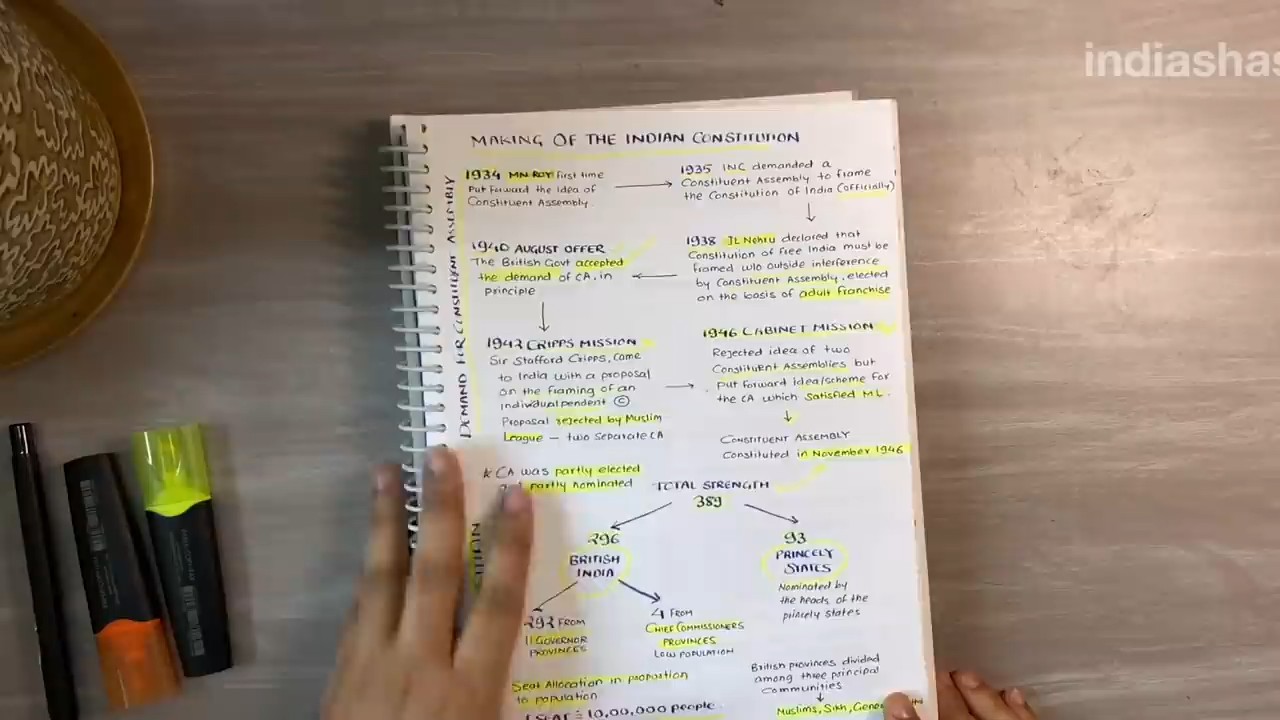 indiashas
MAKING OF THE INDIAN CONSTITUTION
DEMAND FOR CONSTITUENT ASSEMBLY
1934 MN ROY first time
Put forward the idea of
Constituent Assembly.
1935 INC demanded a
Constituent Assembly to frame
the Constitution of India (officially)
1938 JL Nehru declared that
Constitution of Free India must be
framed w/o outside interference
by Constituent Assembly, elected
on the basis of adult franchise
1940 AUGUST OFFER
The British Govt accepted
the demand of CA, in
principle
1942 CRIPPS MISSION
Sir Stafford Cripps, came
to India with a proposal
on the framing of an
individual pendent ©
Proposal rejected by Muslim
League — two separate CA
1946 CABINET MISSION
Rejected idea of two
Constituent Assemblies but
Put forward idea/scheme for
the CA which satisfied ML.
CONSTITUENT ASSEMBLY
Constituted in November 1946
* CA was partly elected
partly nominated
TOTAL STRENGTH
389
296
BRITISH
INDIA
93
PRINCELY
STATES
Nominated by
the heads of the
princely states
292 FROM
11 GOVERNOR
PROVINCES
4 FROM
CHIEF COMMISSIONERS
PROVINCES
LOW POPULATION
Seat Allocation in proportion
to population
1 SEAT = 10,00,000 people
British provinces divided
among three principal
Communities
Muslims, Sikh,